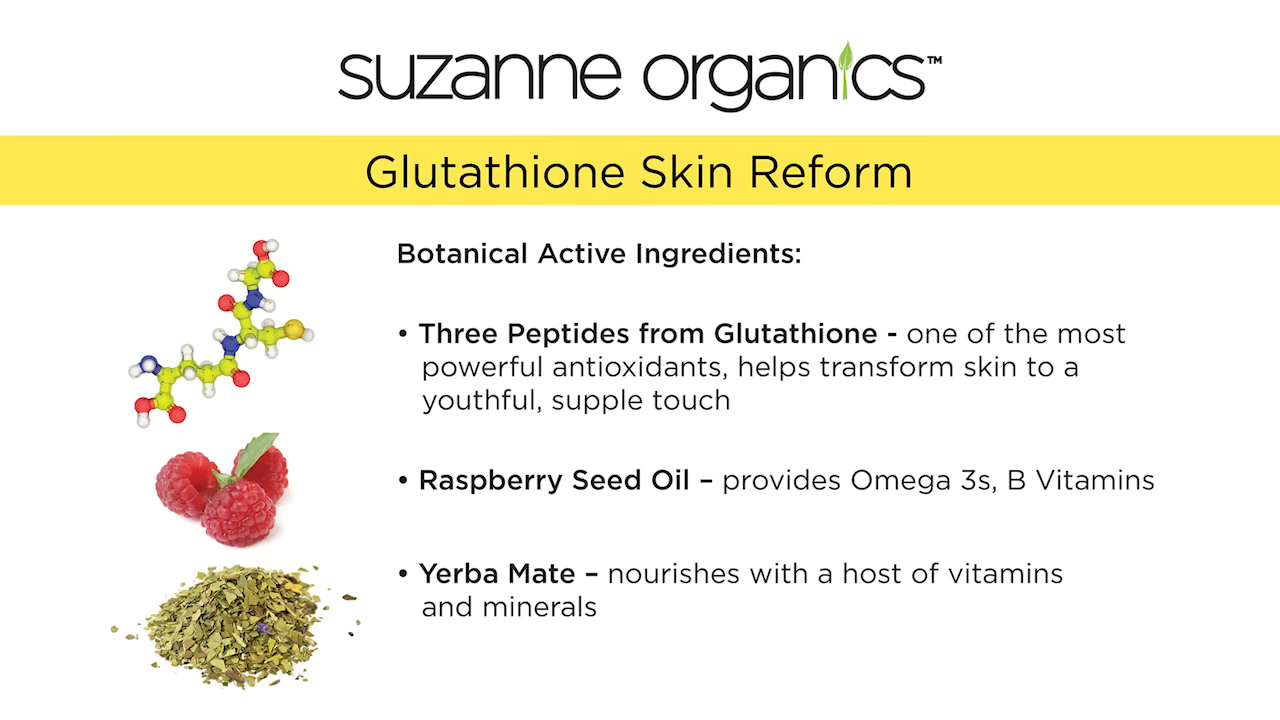 suzanne organics™
Glutathione Skin Reform
Botanical Active Ingredients:
• Three Peptides from Glutathione - one of the most
powerful antioxidants, helps transform skin to a
youthful, supple touch
• Raspberry Seed Oil – provides Omega 3s, B Vitamins
• Yerba Mate – nourishes with a host of vitamins
and minerals